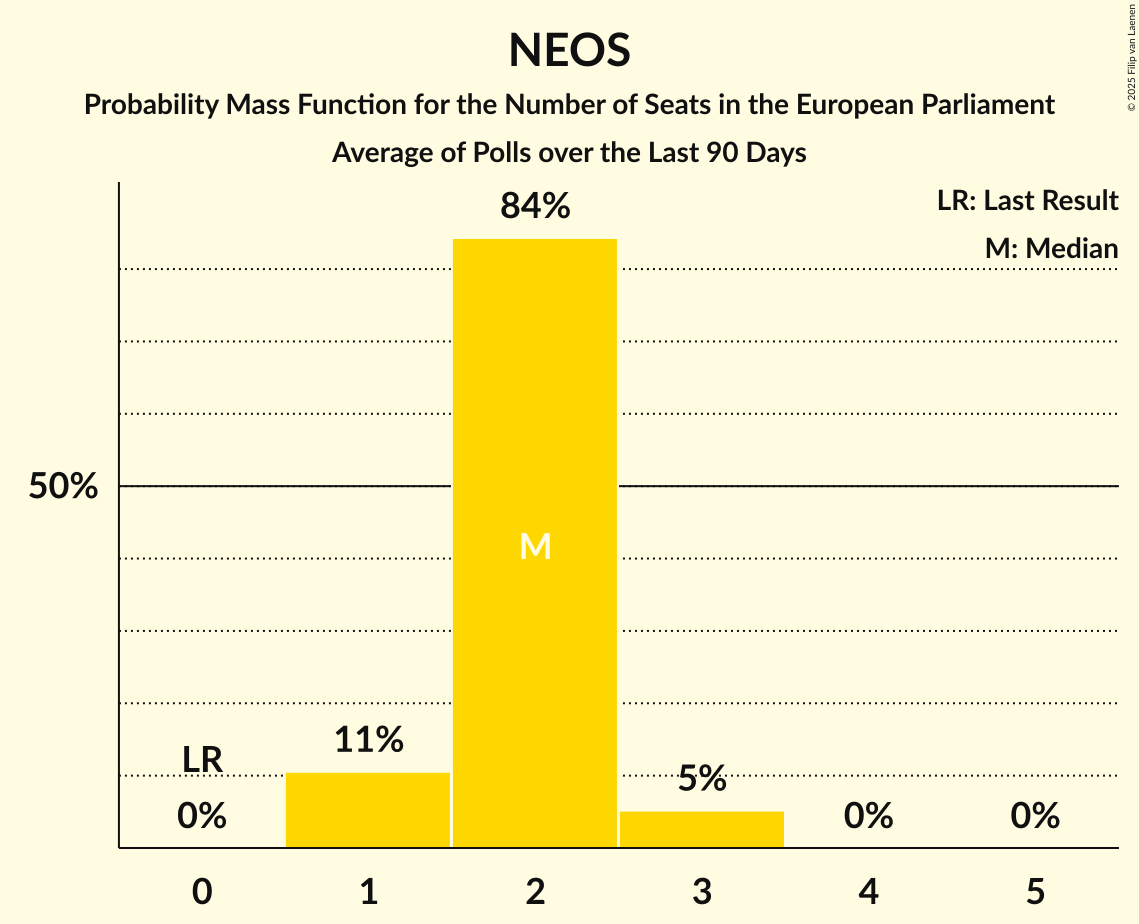 NEOS
Probability Mass Function for the Number of Seats in the European Parliament
Average of Polls over the Last 90 Days
© 2025 Filip van Laenen
LR: Last Result
M: Median
84%
50%
M
11%
LR
5%
0%
0%
0%
0
1
2
3
4
5